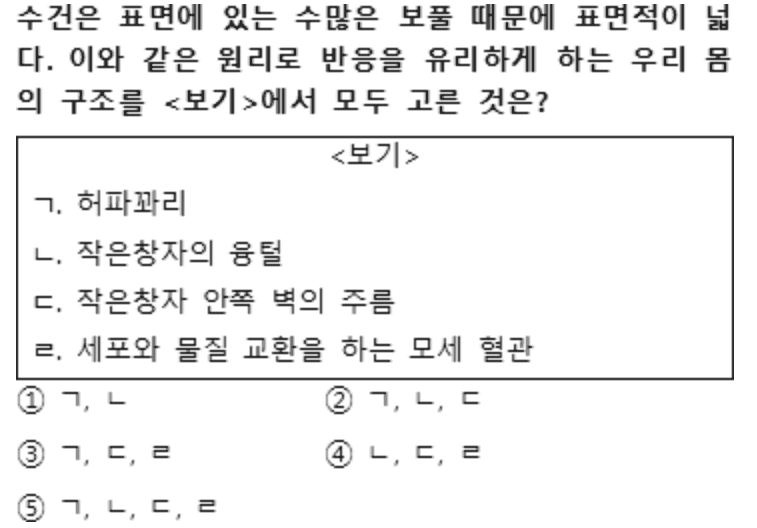 수건은 표면에 있는 수많은 보풀 때문에 표면적이 넓
다. 이와 같은 원리로 반응을 유리하게 하는 우리 몸
의 구조를 <보기>에서 모두 고른 것은?
<보기>
ㄱ. 허파꽈리
ㄴ. 작은창자의 융털
ㄷ. 작은창자 안쪽 벽의 주름
ㄹ. 세포와 물질 교환을 하는 모세 혈관
① ㄱ, ㄴ ② ㄱ, ㄴ, ㄷ
③ ㄱ, ㄷ, ㄹ ④ ㄴ, ㄷ, ㄹ
⑤ ㄱ, ㄴ, ㄷ, ㄹ